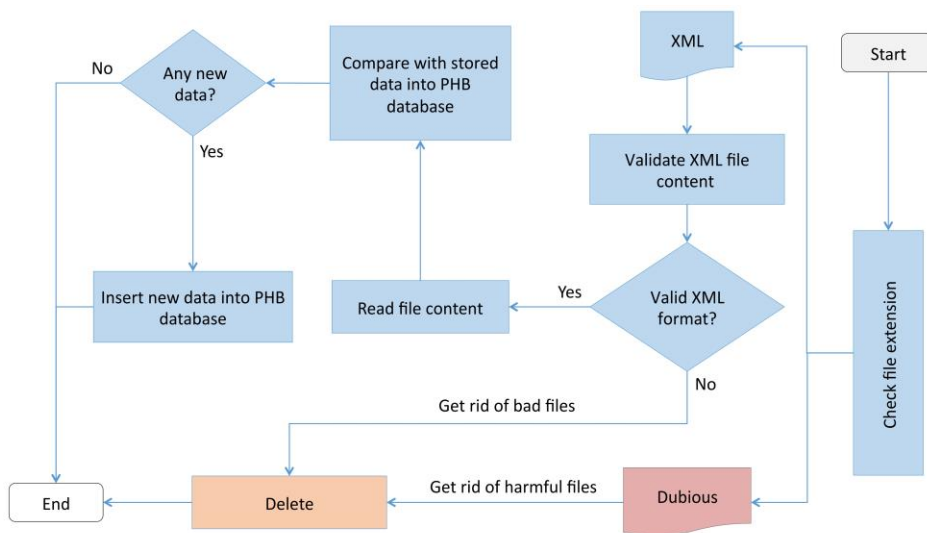 Start
XML
Compare with stored
data into PHB
database
Any new
data?
No
Yes
Validate XML file
content
Insert new data into PHB
database
Read file content
Yes
Valid XML
format?
No
Check file extension
Get rid of bad files
Get rid of harmful files
Dubious
Delete
End